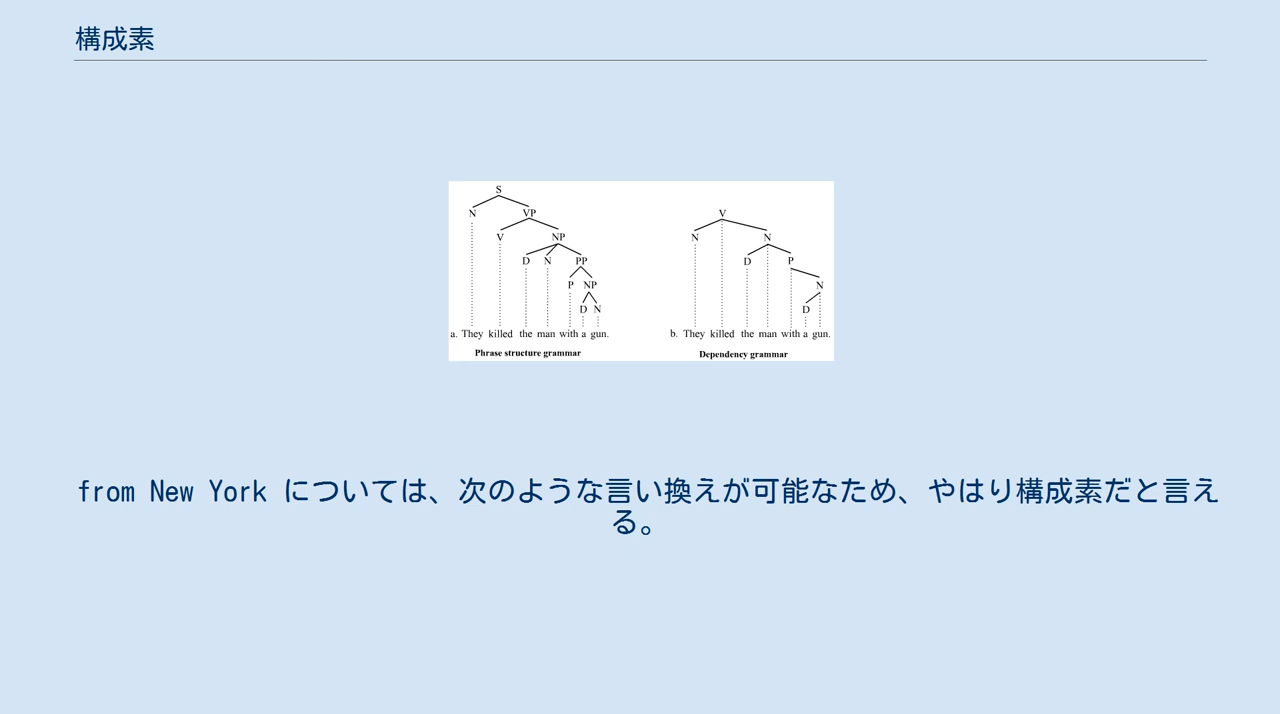 構成素
S
N VP
V NP
D N PP
P NP
D N
a. They killed the man with a gun.
Phrase structure grammar
V
N N
D P
N
D
b. They killed the man with a gun.
Dependency grammar
from New York については、次のような言い換えが可能なため、やはり構成素だと言え
る。